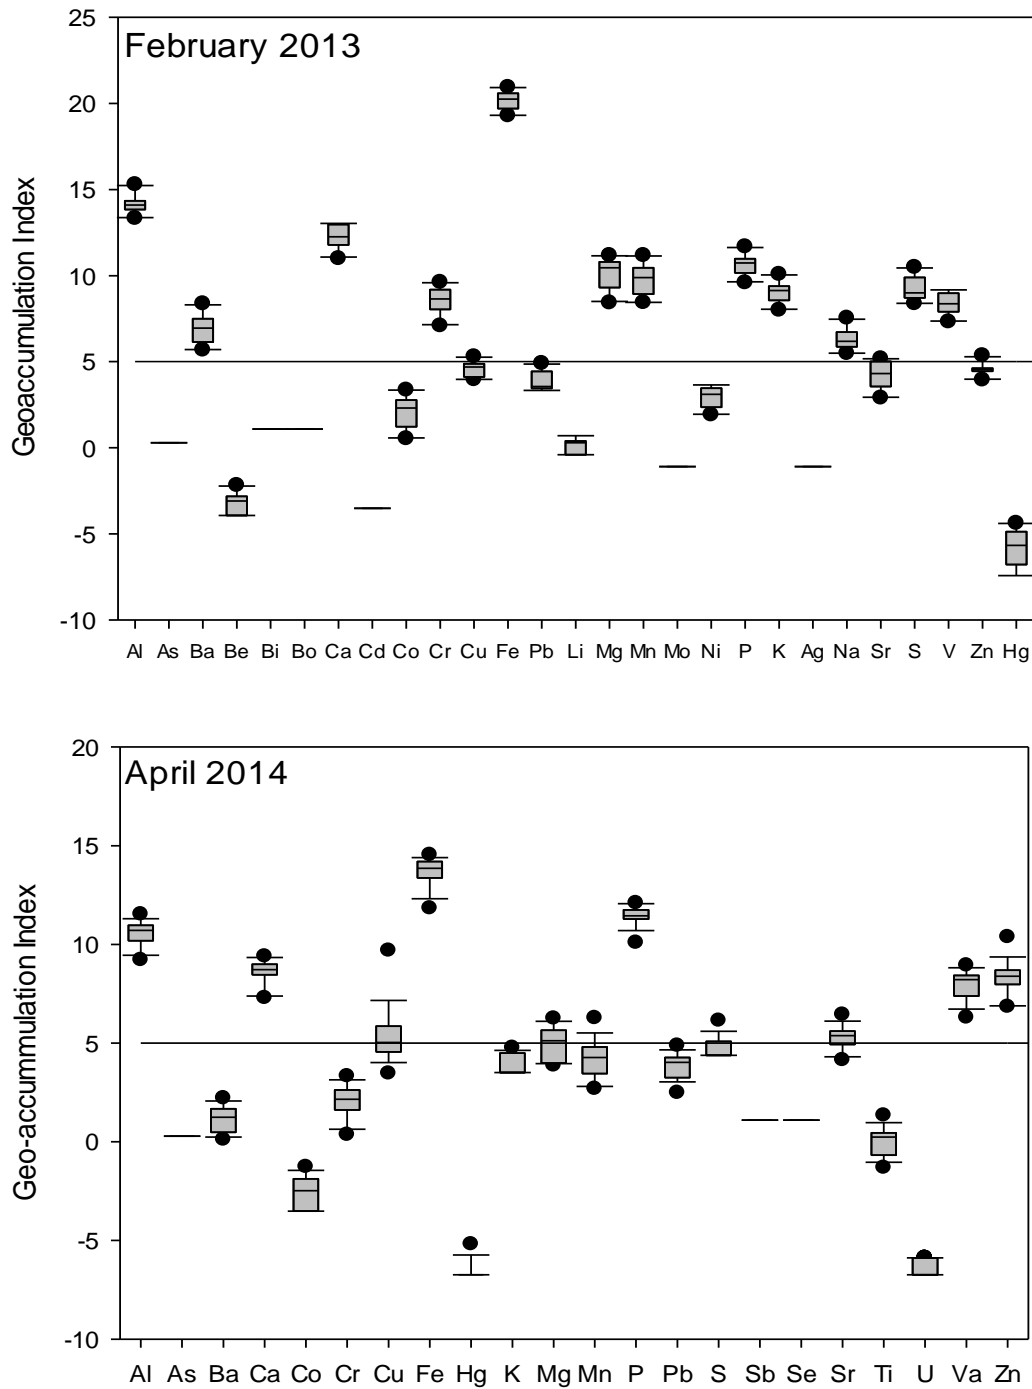 February 2013
Geoaccumulation Index
25
20
15
10
5
0
-5
-10
Al As Ba Be Bi Bo Ca Cd Co Cr Cu Fe Pb Li Mg Mn Mo Ni P K Ag Na Sr S V Zn Hg
April 2014
Geo-accummulation Index
20
15
10
5
0
-5
-10
Al As Ba Ca Co Cr Cu Fe Hg K Mg Mn P Pb S Sb Se Sr Ti U Va Zn